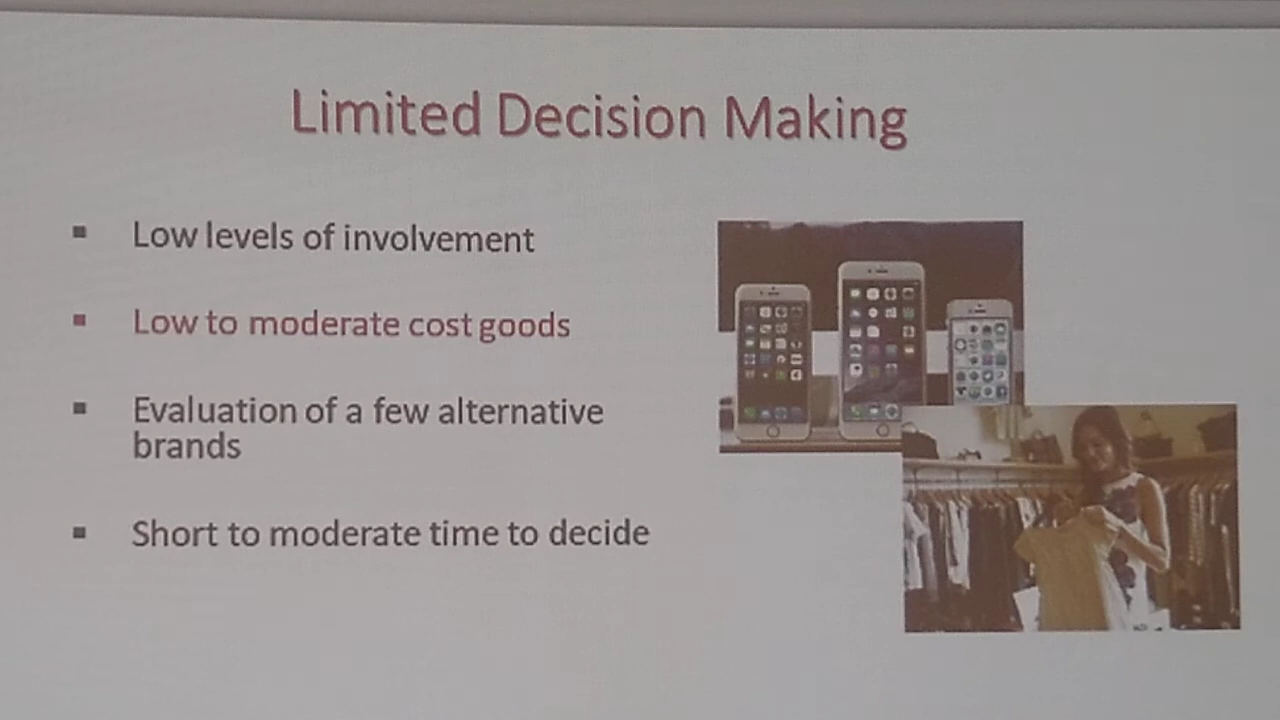 Limited Decision Making
▪ Low levels of involvement
▪ Low to moderate cost goods
▪ Evaluation of a few alternative
brands
▪ Short to moderate time to decide